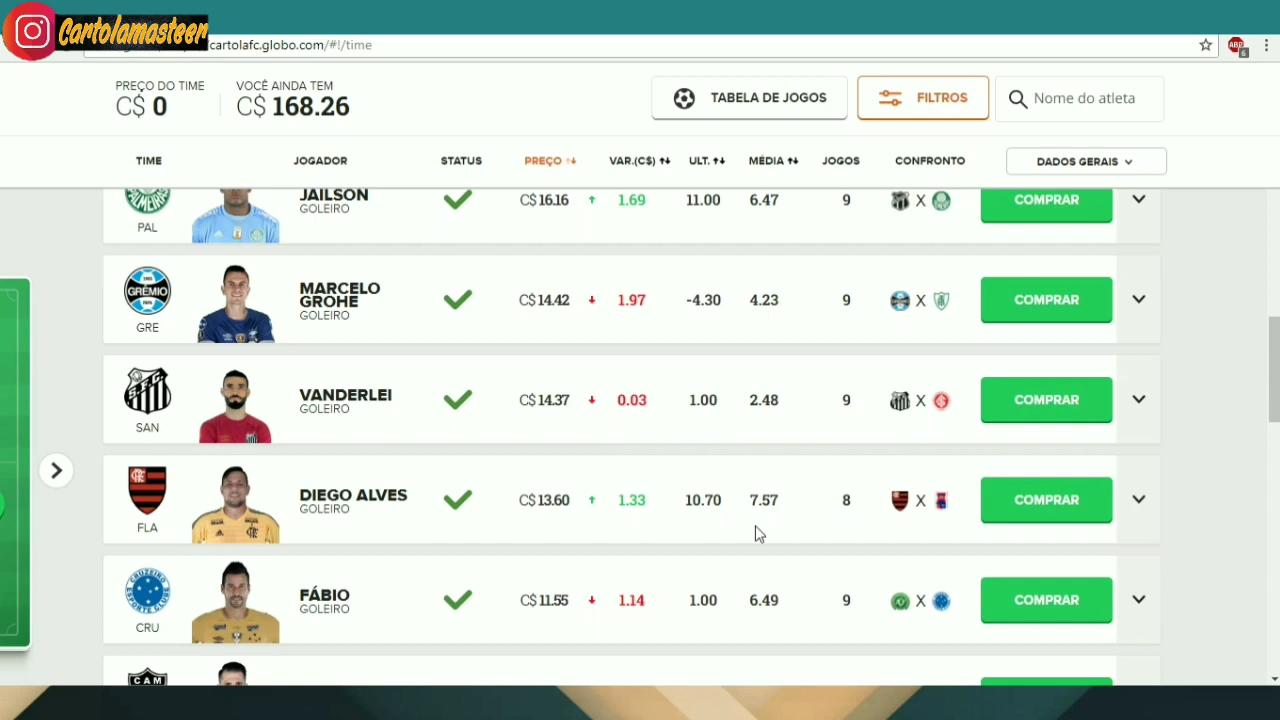 Cartolamasteer
cartolafc.globo.com/#!/time
ABP
6
PREÇO DO TIME
C$ 0
VOCÊ AINDA TEM
C$ 168.26
TABELA DE JOGOS
FILTROS
Nome do atleta
TIME JOGADOR STATUS PREÇO VAR.(C$) ULT. MÉDIA JOGOS CONFRONTO DADOS GERAIS
PAL
JAILSON
GOLEIRO
C$ 16.16 1.69 11.00 6.47 9 X COMPRAR
GRE
MARCELO
GROHE
GOLEIRO
C$ 14.42 1.97 -4.30 4.23 9 X COMPRAR
SAN
VANDERLEI
GOLEIRO
C$ 14.37 0.03 1.00 2.48 9 X COMPRAR
FLA
DIEGO ALVES
GOLEIRO
C$ 13.60 1.33 10.70 7.57 8 X COMPRAR
CRU
FÁBIO
GOLEIRO
C$ 11.55 1.14 1.00 6.49 9 X COMPRAR
CAM